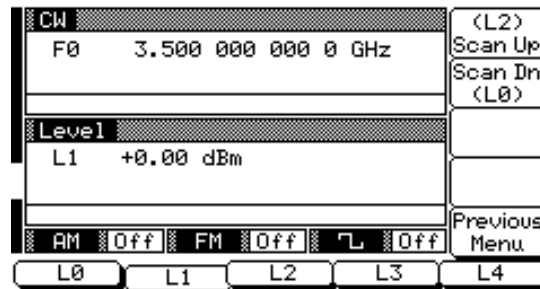 CW
F0 3.500 000 000 0 GHz
Level
L1 +0.00 dBm
AM Off FM Off Off
(L2)
Scan Up
Scan Dn
(L0)
Previous
Menu
L0 L1 L2 L3 L4